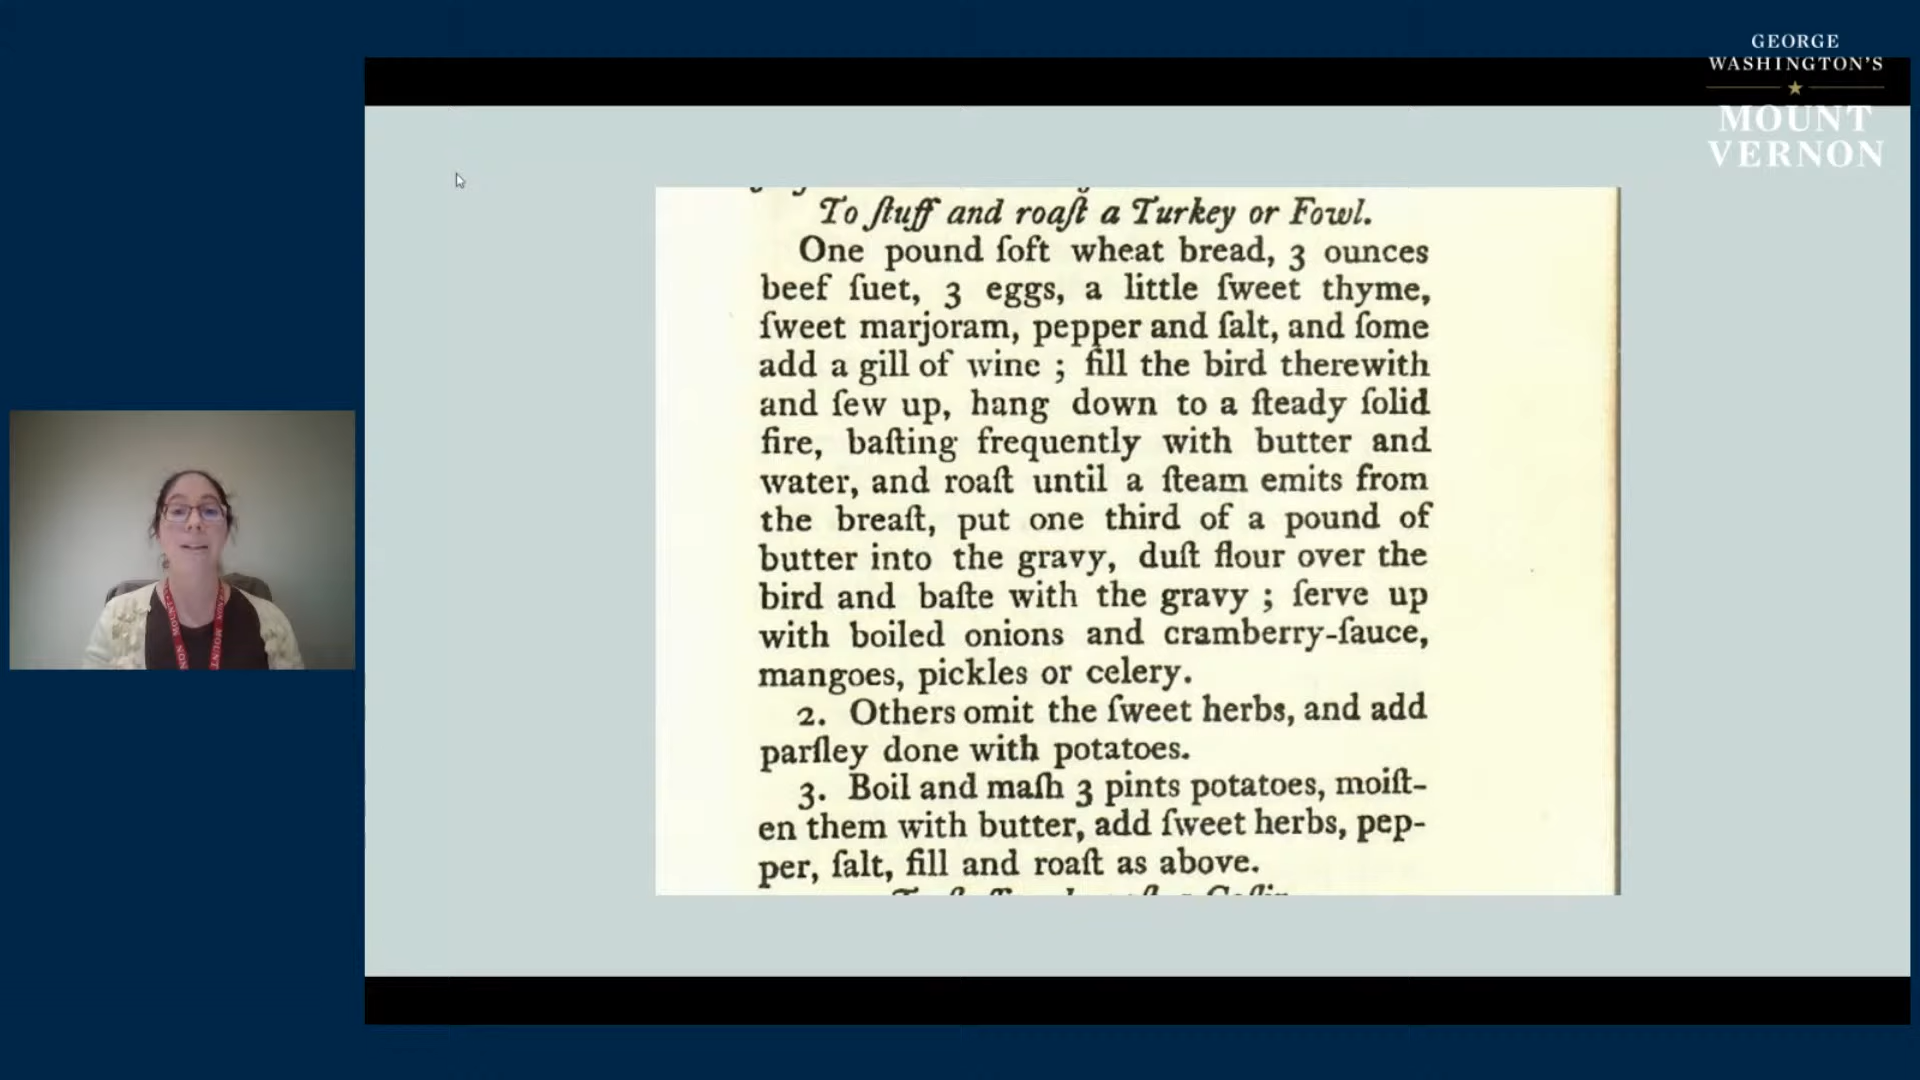 GEORGE
WASHINGTON'S
MOUNT
VERNON
To ſtuff and roaſt a Turkey or Fowl.
One pound ſoft wheat bread, 3 ounces
beef ſuet, 3 eggs, a little ſweet thyme,
ſweet marjoram, pepper and ſalt, and ſome
add a gill of wine ; fill the bird therewith
and ſew up, hang down to a ſteady ſolid
fire, baſting frequently with butter and
water, and roaſt until a ſteam emits from
the breaſt, put one third of a pound of
butter into the gravy, duſt flour over the
bird and baſte with the gravy ; ſerve up
with boiled onions and cramberry-ſauce,
mangoes, pickles or celery.
2. Others omit the ſweet herbs, and add
parſley done with potatoes.
3. Boil and maſh 3 pints potatoes, moiſt-
en them with butter, add ſweet herbs, pep-
per, ſalt, fill and roaſt as above.
MOUNT